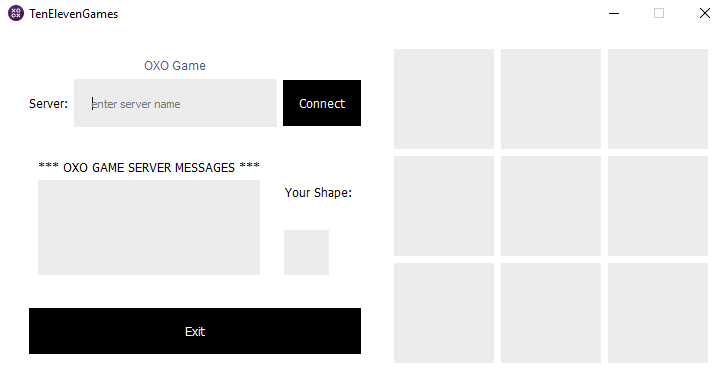 TenElevenGames
OXO Game
Server:
enter server name
Connect
*** OXO GAME SERVER MESSAGES ***
Your Shape:
Exit